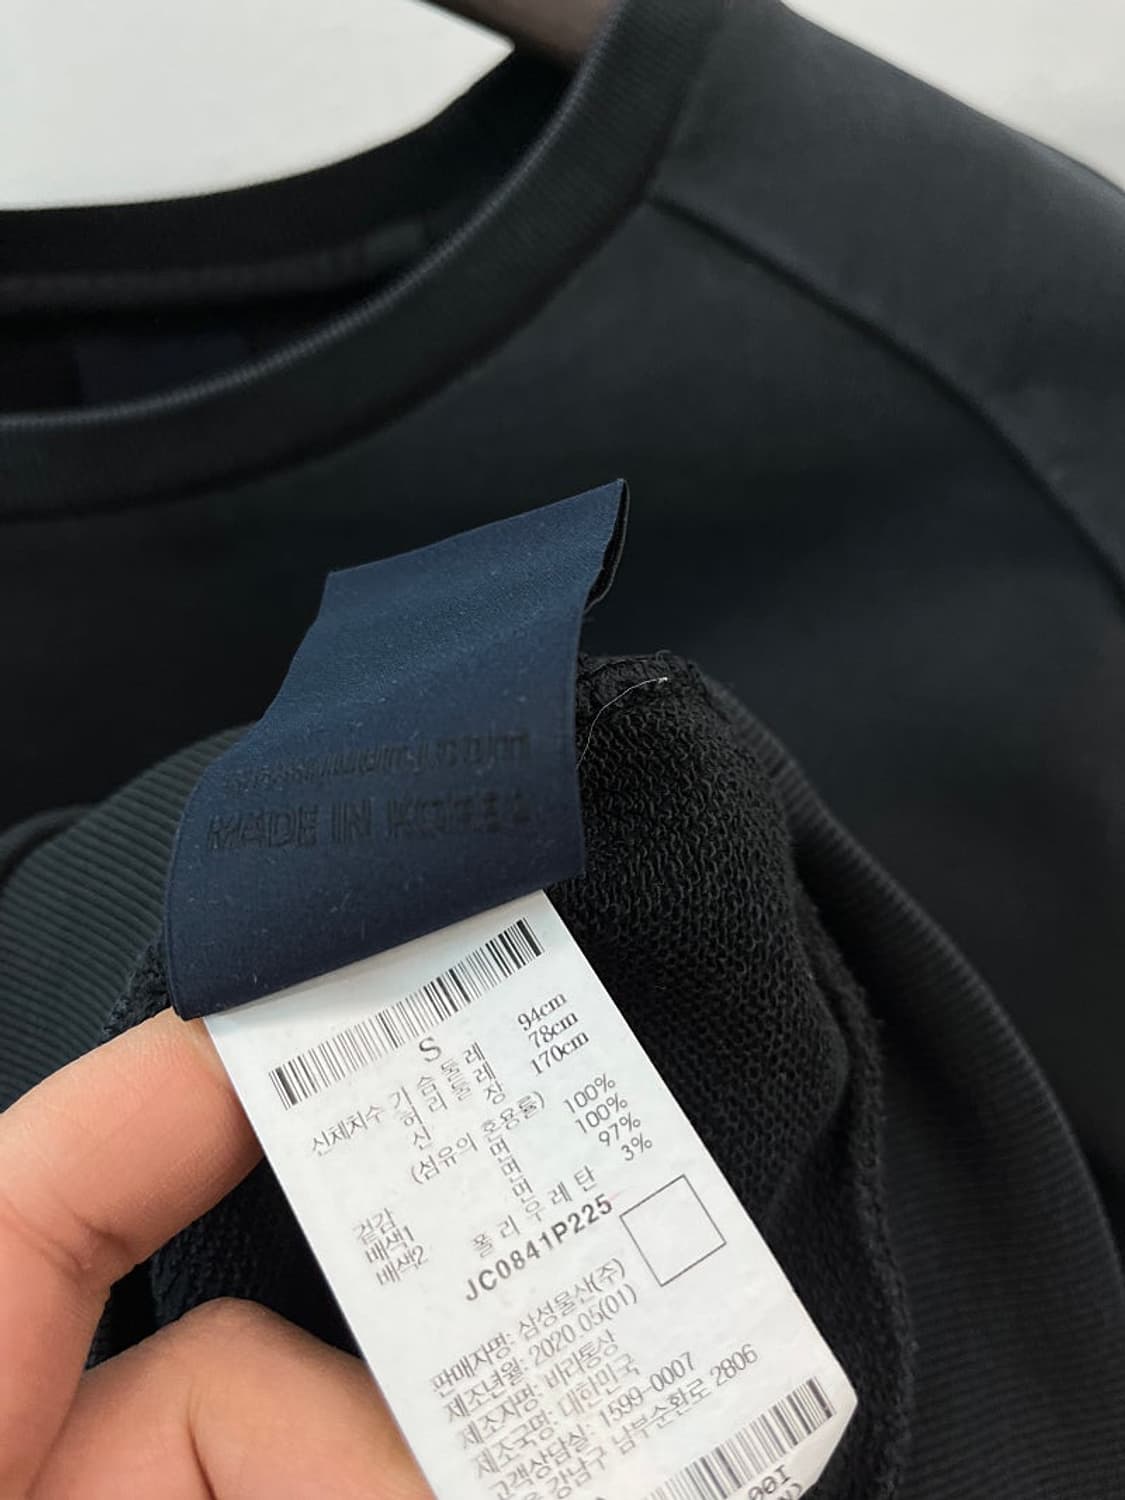 MADE IN KOREA
S
신체치수 가슴둘레 94cm
허리둘레 78cm
신장 170cm
(섬유의 혼용률)
겉감 면 100%
배색1 면 100%
배색2 면 97%
폴리우레탄 3%
JC0841P225
판매자명: 삼성물산(주)
제조년월: 2020.05(01)
제조자명: 바라통상
제조국명: 대한민국
고객상담실: 1599-0007
강남구 남부순환로 2806